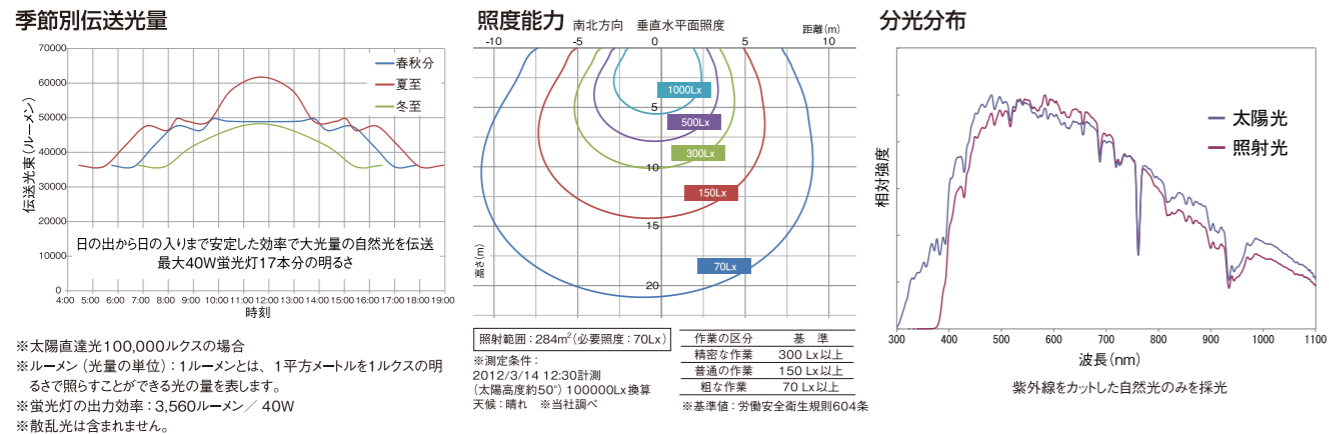 季節別伝送光量
70000
60000
50000
40000
30000
20000
10000
0
伝送光束（ルーメン）
春秋分
夏至
冬至
日の出から日の入りまで安定した効率で大光量の自然光を伝送
最大40W蛍光灯17本分の明るさ
4:00 5:00 6:00 7:00 8:00 9:00 10:00 11:00 12:00 13:00 14:00 15:00 16:00 17:00 18:00 19:00
時刻
※太陽直達光100,000ルクスの場合
※ルーメン（光量の単位）：1ルーメンとは、1平方メートルを1ルクスの明
るさで照らすことができる光の量を表します。
※蛍光灯の出力効率：3,560ルーメン／ 40W
※散乱光は含まれません。
照度能力 南北方向 垂直水平面照度
距離(m)
-10 -5 0 5 10
1000Lx
5
500Lx
300Lx
10
150Lx
15
高さ(m)
70Lx
20
照射範囲：284m²（必要照度：70Lx）
※測定条件：
2012/3/14 12:30計測
（太陽高度約50°）100000Lx換算
天候：晴れ ※当社調べ
作業の区分 基 準
精密な作業 300 Lx以上
普通の作業 150 Lx以上
粗な作業 70 Lx以上
※基準値：労働安全衛生規則604条
分光分布
太陽光
照射光
相対強度
300 400 500 600 700 800 900 1000 1100
波長（nm）
紫外線をカットした自然光のみを採光